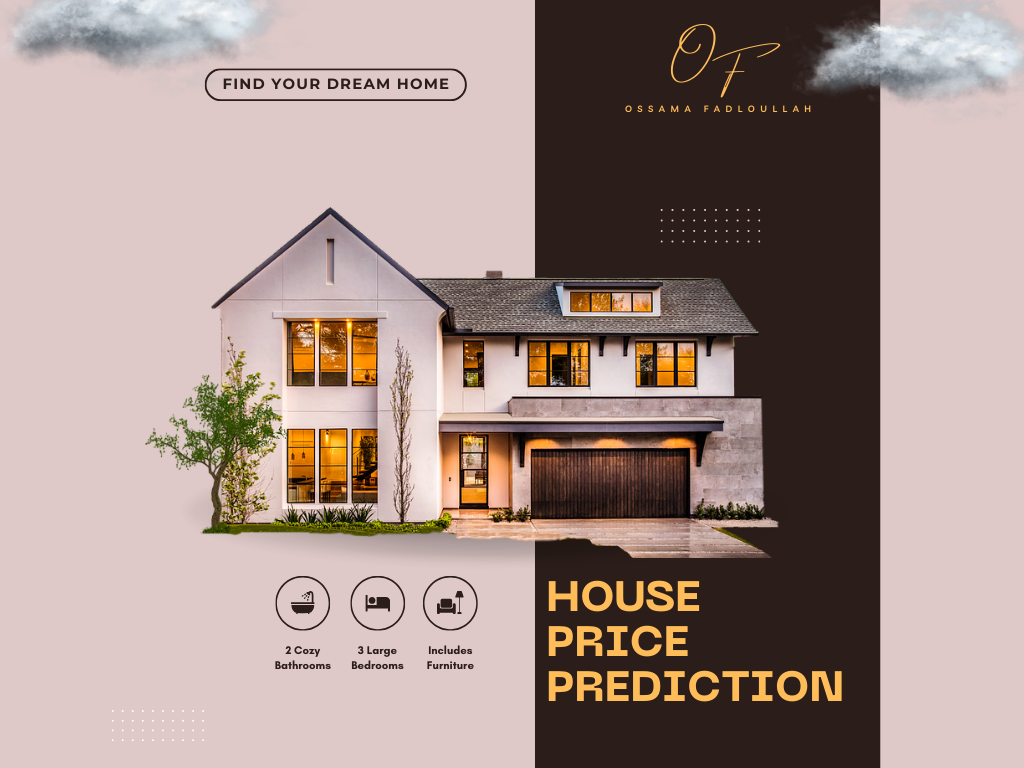 FIND YOUR DREAM HOME
OF
OSSAMA FADLOULLAH
2 Cozy
Bathrooms
3 Large
Bedrooms
Includes
Furniture
HOUSE
PRICE
PREDICTION